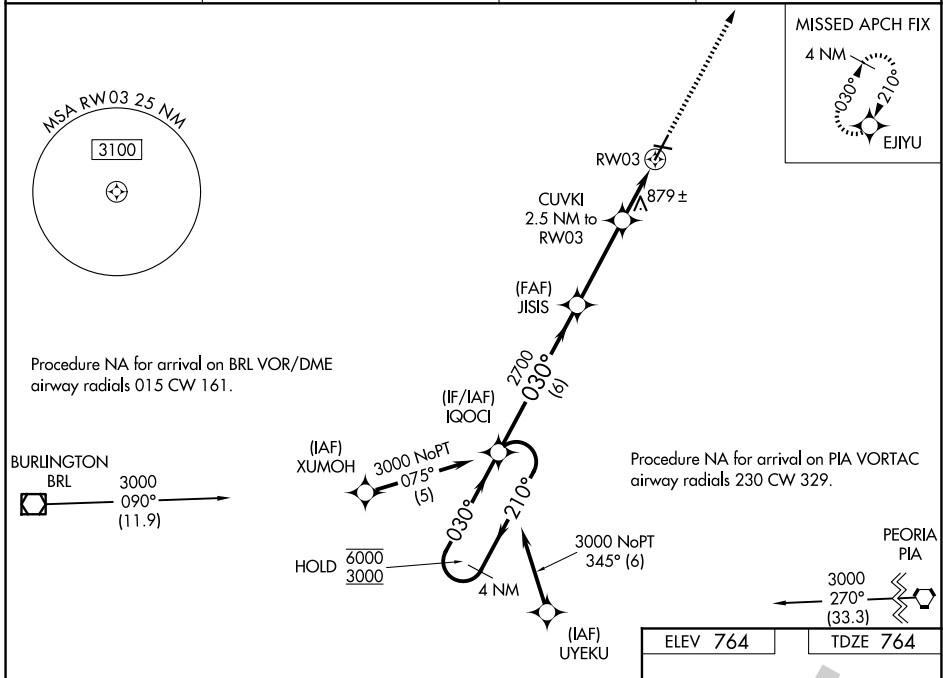 MISSED APCH FIX
4 NM
030°
210°
EJIYU
MSA RW03 25 NM
3100
RW03
879±
CUVKI
2.5 NM to
RW03
(FAF)
JISIS
2700
030°
(6)
Procedure NA for arrival on BRL VOR/DME
airway radials 015 CW 161.
(IF/IAF)
IQOCI
(IAF)
XUMOH
3000 NoPT
075°
(5)
BURLINGTON
BRL
3000
090°
(11.9)
Procedure NA for arrival on PIA VORTAC
airway radials 230 CW 329.
030°
210°
HOLD
6000
3000
4 NM
3000 NoPT
345° (6)
(IAF)
UYEKU
PEORIA
PIA
3000
270°
(33.3)
ELEV 764
TDZE 764